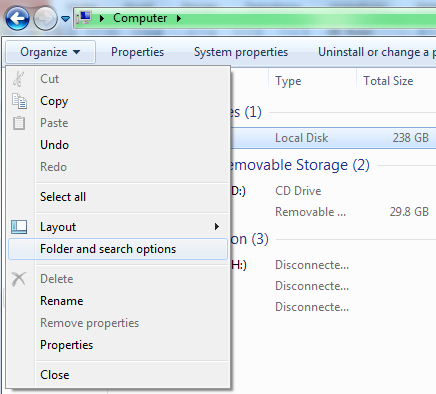 Computer
Organize Properties System properties Uninstall or change a p
Type Total Size
es (1)
Local Disk 238 GB
emovable Storage (2)
D:) CD Drive
Removable ... 29.8 GB
on (3)
H:) Disconnecte...
Disconnecte...
Disconnecte...
Cut
Copy
Paste
Undo
Redo
Select all
Layout
Folder and search options
Delete
Rename
Remove properties
Properties
Close